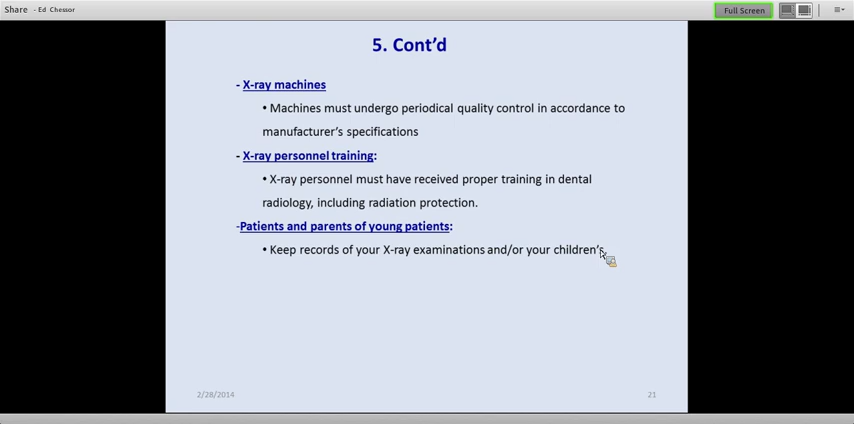 Share - Ed Chessor
Full Screen
5. Cont’d
- X-ray machines
• Machines must undergo periodical quality control in accordance to
manufacturer’s specifications
- X-ray personnel training:
• X-ray personnel must have received proper training in dental
radiology, including radiation protection.
-Patients and parents of young patients:
• Keep records of your X-ray examinations and/or your children’s
2/28/2014
21